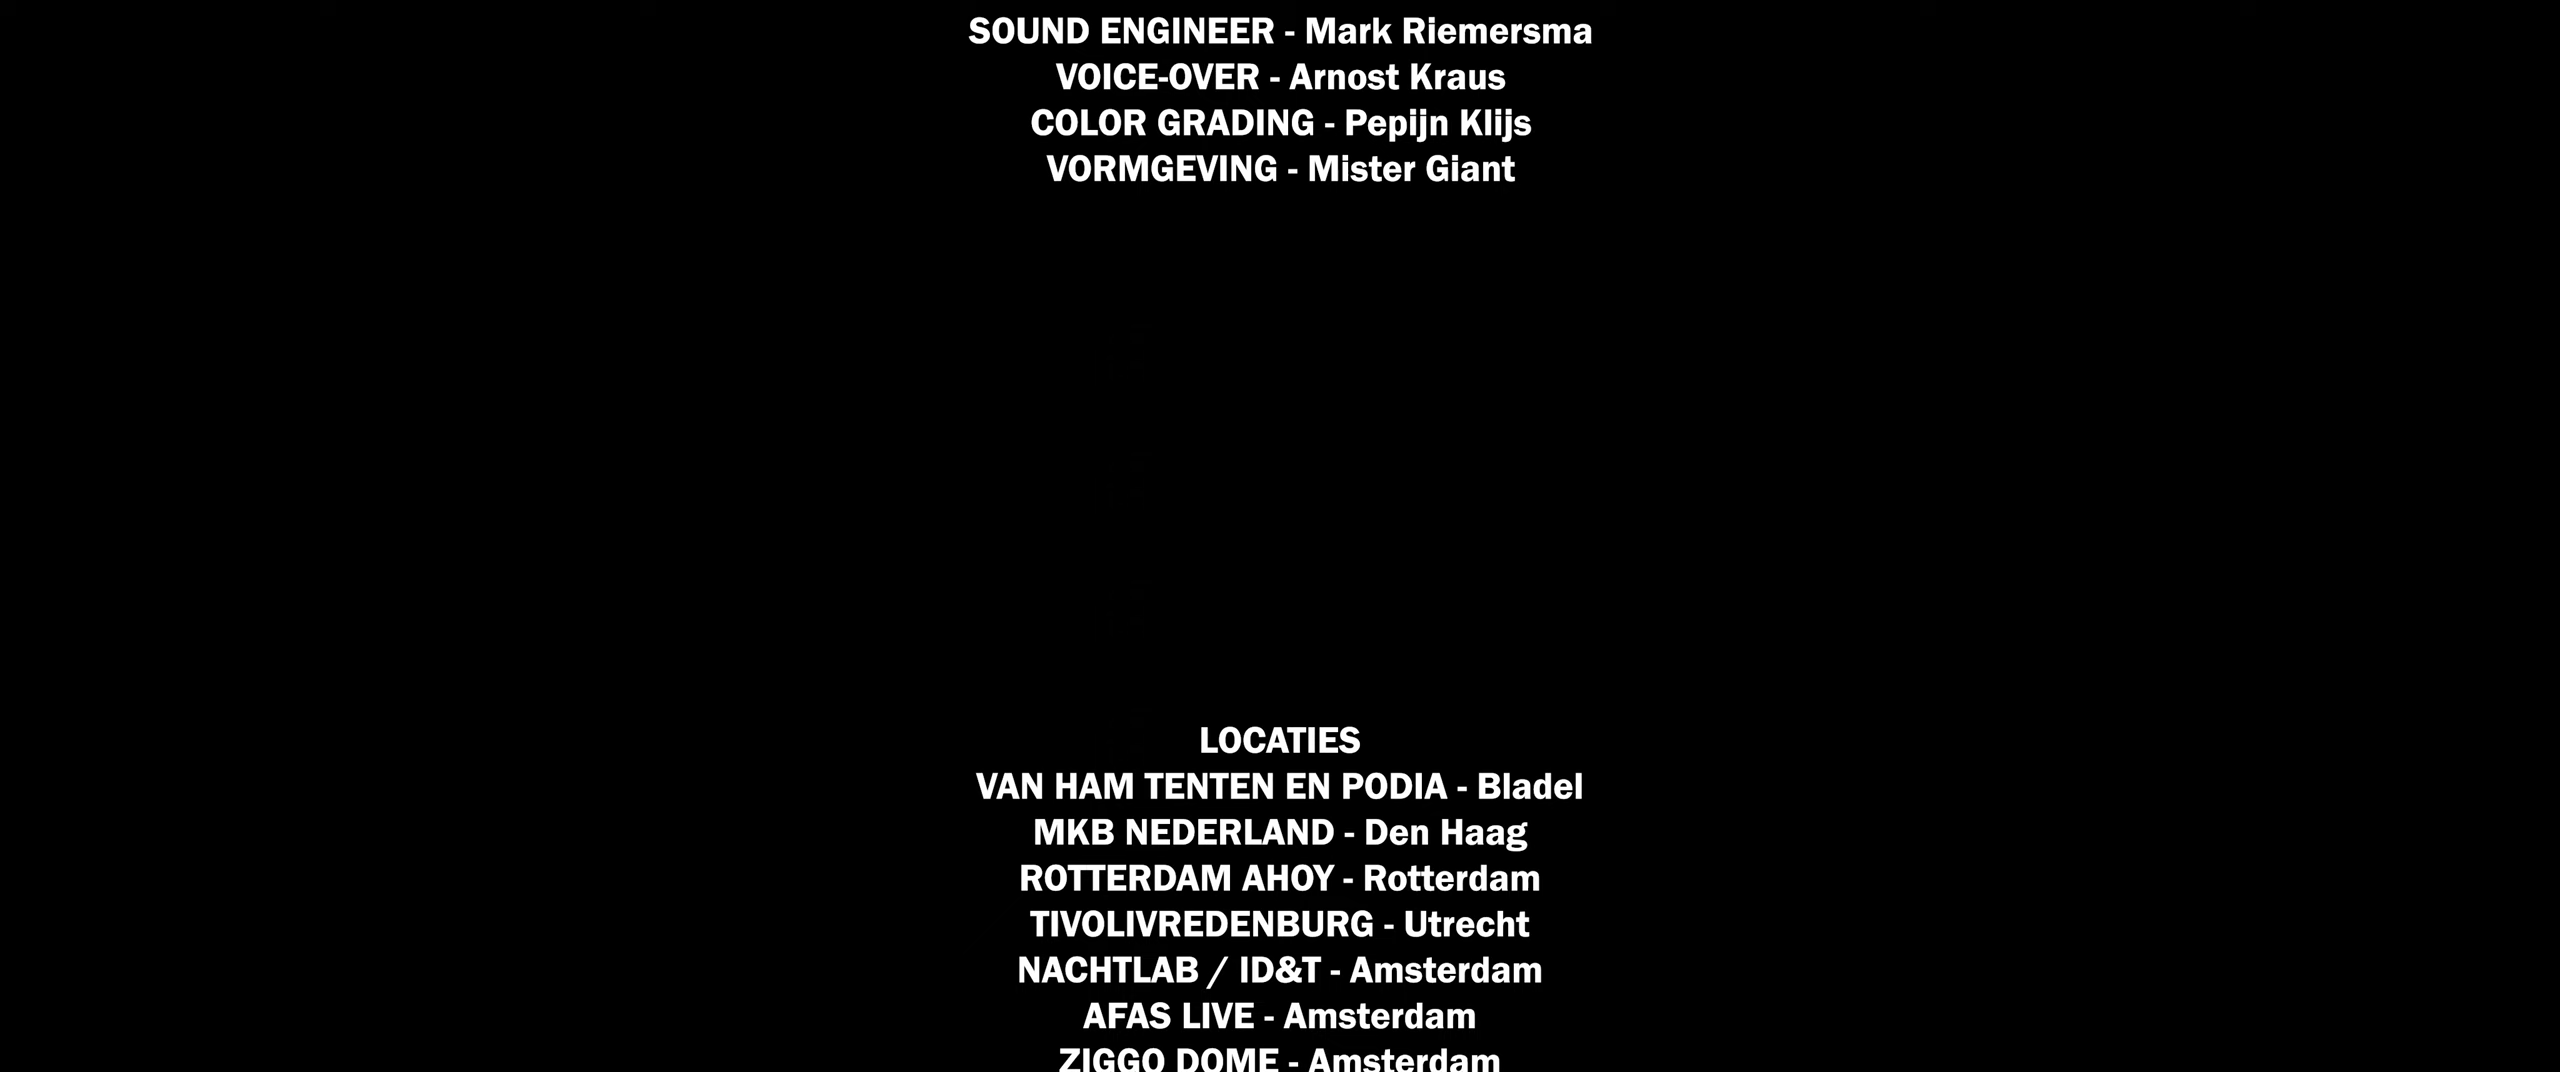 SOUND ENGINEER - Mark Riemersma
VOICE-OVER - Arnost Kraus
COLOR GRADING - Pepijn Klijs
VORMGEVING - Mister Giant
LOCATIES
VAN HAM TENTEN EN PODIA - Bladel
MKB NEDERLAND - Den Haag
ROTTERDAM AHOY - Rotterdam
TIVOLIVREDENBURG - Utrecht
NACHTLAB / ID&T - Amsterdam
AFAS LIVE - Amsterdam
ZIGGO DOME - Amsterdam